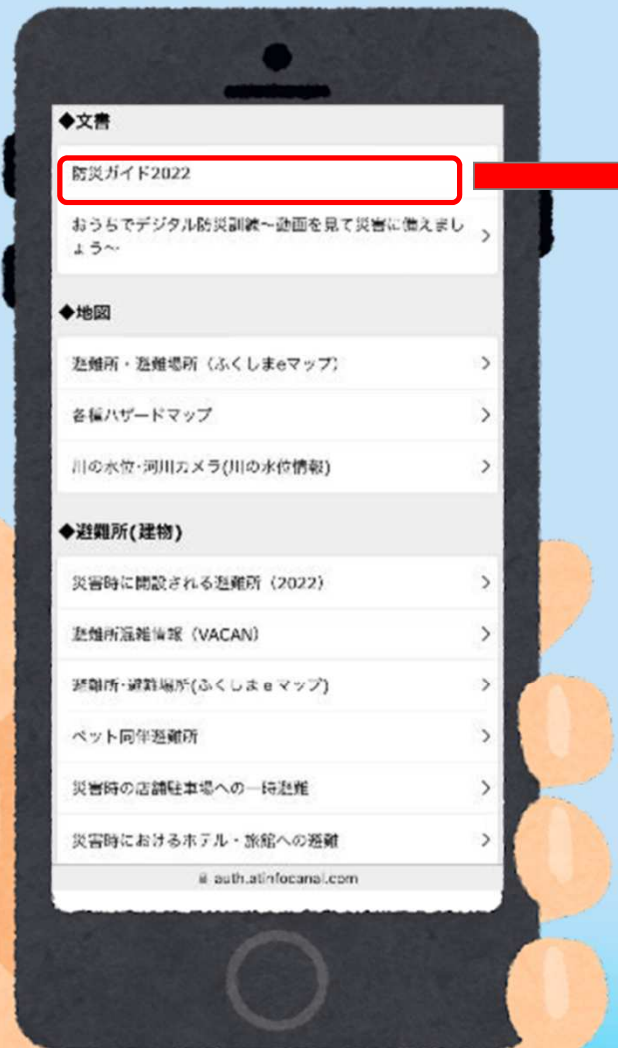 ◆文書
防災ガイド2022
おうちでデジタル防災訓練～動画を見て災害に備えまし
ょう～
◆地図
避難所・避難場所（ふくしまeマップ）
各種ハザードマップ
川の水位･河川カメラ(川の水位情報)
◆避難所(建物)
災害時に開設される避難所（2022）
避難所混雑情報（VACAN）
避難所･避難場所(ふくしまｅマップ)
ペット同伴避難所
災害時の店舗駐車場への一時避難
災害時におけるホテル・旅館への避難
auth.atinfocanal.com